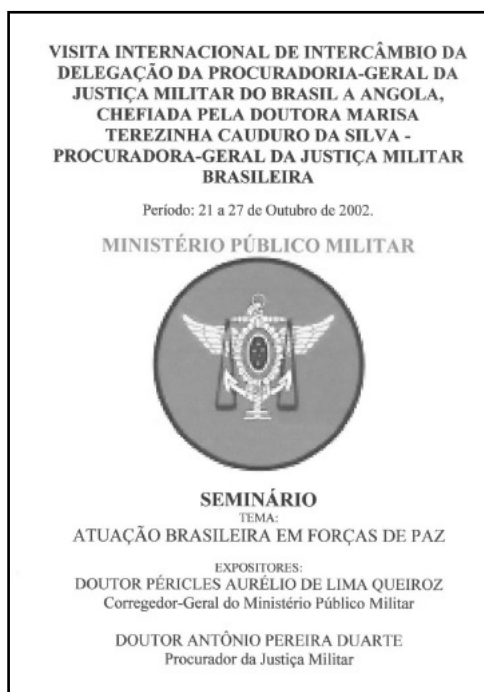 VISITA INTERNACIONAL DE INTERCÂMBIO DA
DELEGAÇÃO DA PROCURADORIA-GERAL DA
JUSTIÇA MILITAR DO BRASIL A ANGOLA,
CHEFIADA PELA DOUTORA MARISA
TEREZINHA CAUDURO DA SILVA -
PROCURADORA-GERAL DA JUSTIÇA MILITAR
BRASILEIRA
Período: 21 a 27 de Outubro de 2002.
MINISTÉRIO PÚBLICO MILITAR
SEMINÁRIO
TEMA:
ATUAÇÃO BRASILEIRA EM FORÇAS DE PAZ
EXPOSITORES:
DOUTOR PÉRICLES AURÉLIO DE LIMA QUEIROZ
Corregedor-Geral do Ministério Público Militar
DOUTOR ANTÔNIO PEREIRA DUARTE
Procurador da Justiça Militar